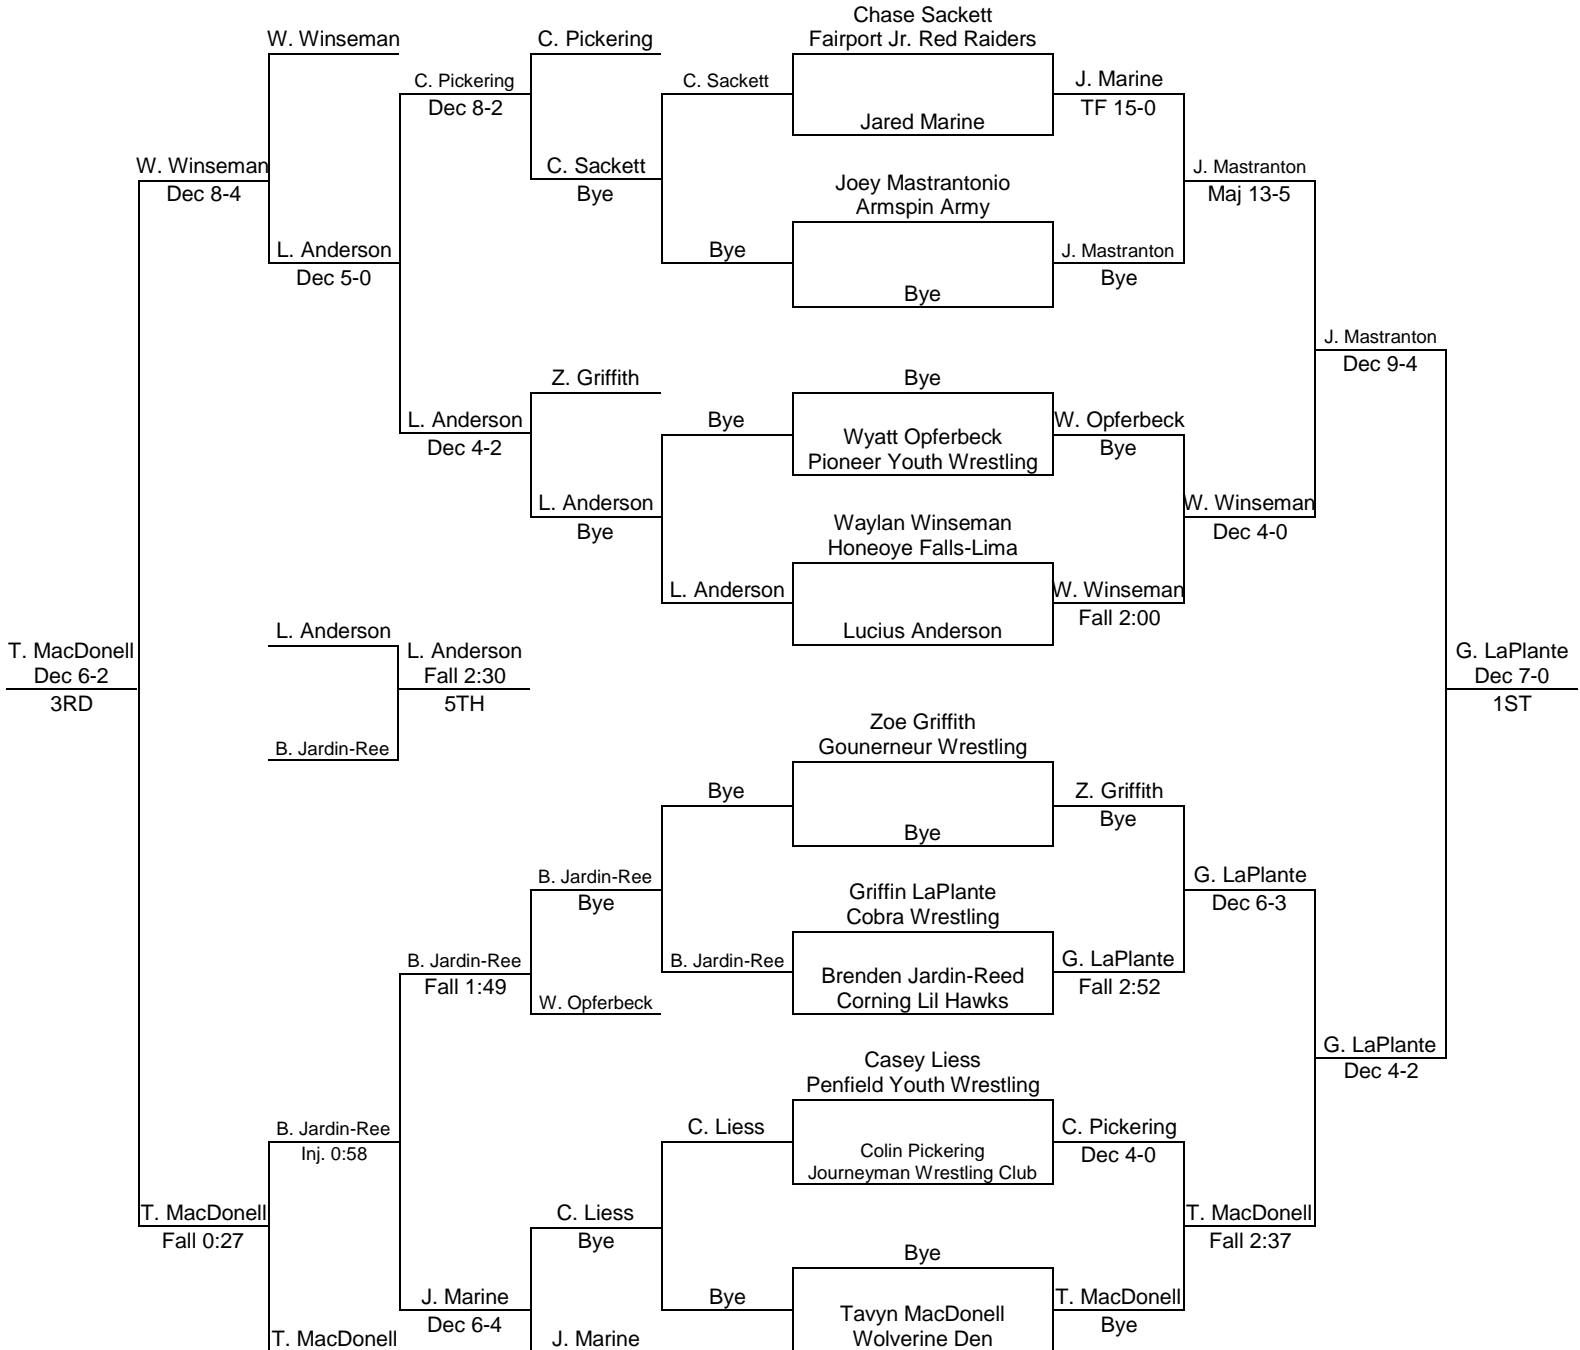 Chase Sackett
W. Winseman
C. Pickering
Fairport Jr. Red Raiders
C. Pickering
C. Sackett
J. Marine
Dec 8-2
TF 15-0
Jared Marine
W. Winseman
C. Sackett
J. Mastranton
Dec 8-4
Bye
Joey Mastrantonio
Maj 13-5
Armspin Army
L. Anderson
Bye
J. Mastranton
Dec 5-0
Bye
Bye
J. Mastranton
Dec 9-4
Z. Griffith
Bye
L. Anderson
Bye
W. Opferbeck
Dec 4-2
Wyatt Opferbeck
Bye
Pioneer Youth Wrestling
L. Anderson
W. Winseman
Bye
Waylan Winseman
Dec 4-0
Honeoye Falls-Lima
L. Anderson
W. Winseman
Fall 2:00
L. Anderson
Lucius Anderson
T. MacDonell
L. Anderson
G. LaPlante
Dec 6-2
Fall 2:30
Dec 7-0
3RD
5TH
1ST
Zoe Griffith
B. Jardin-Ree
Gounerneur Wrestling
Bye
Z. Griffith
Bye
Bye
B. Jardin-Ree
G. LaPlante
Bye
Griffin LaPlante
Dec 6-3
Cobra Wrestling
B. Jardin-Ree
B. Jardin-Ree
G. LaPlante
Fall 1:49
Brenden Jardin-Reed
Fall 2:52
W. Opferbeck
Corning Lil Hawks
G. LaPlante
Casey Liess
Dec 4-2
Penfield Youth Wrestling
B. Jardin-Ree
C. Liess
C. Pickering
Inj. 0:58
Colin Pickering
Dec 4-0
Journeyman Wrestling Club
T. MacDonell
C. Liess
T. MacDonell
Fall 0:27
Bye
Fall 2:37
Bye
J. Marine
Bye
T. MacDonell
Dec 6-4
Tavyn MacDonell
Bye
T. MacDonell
J. Marine
Wolverine Den